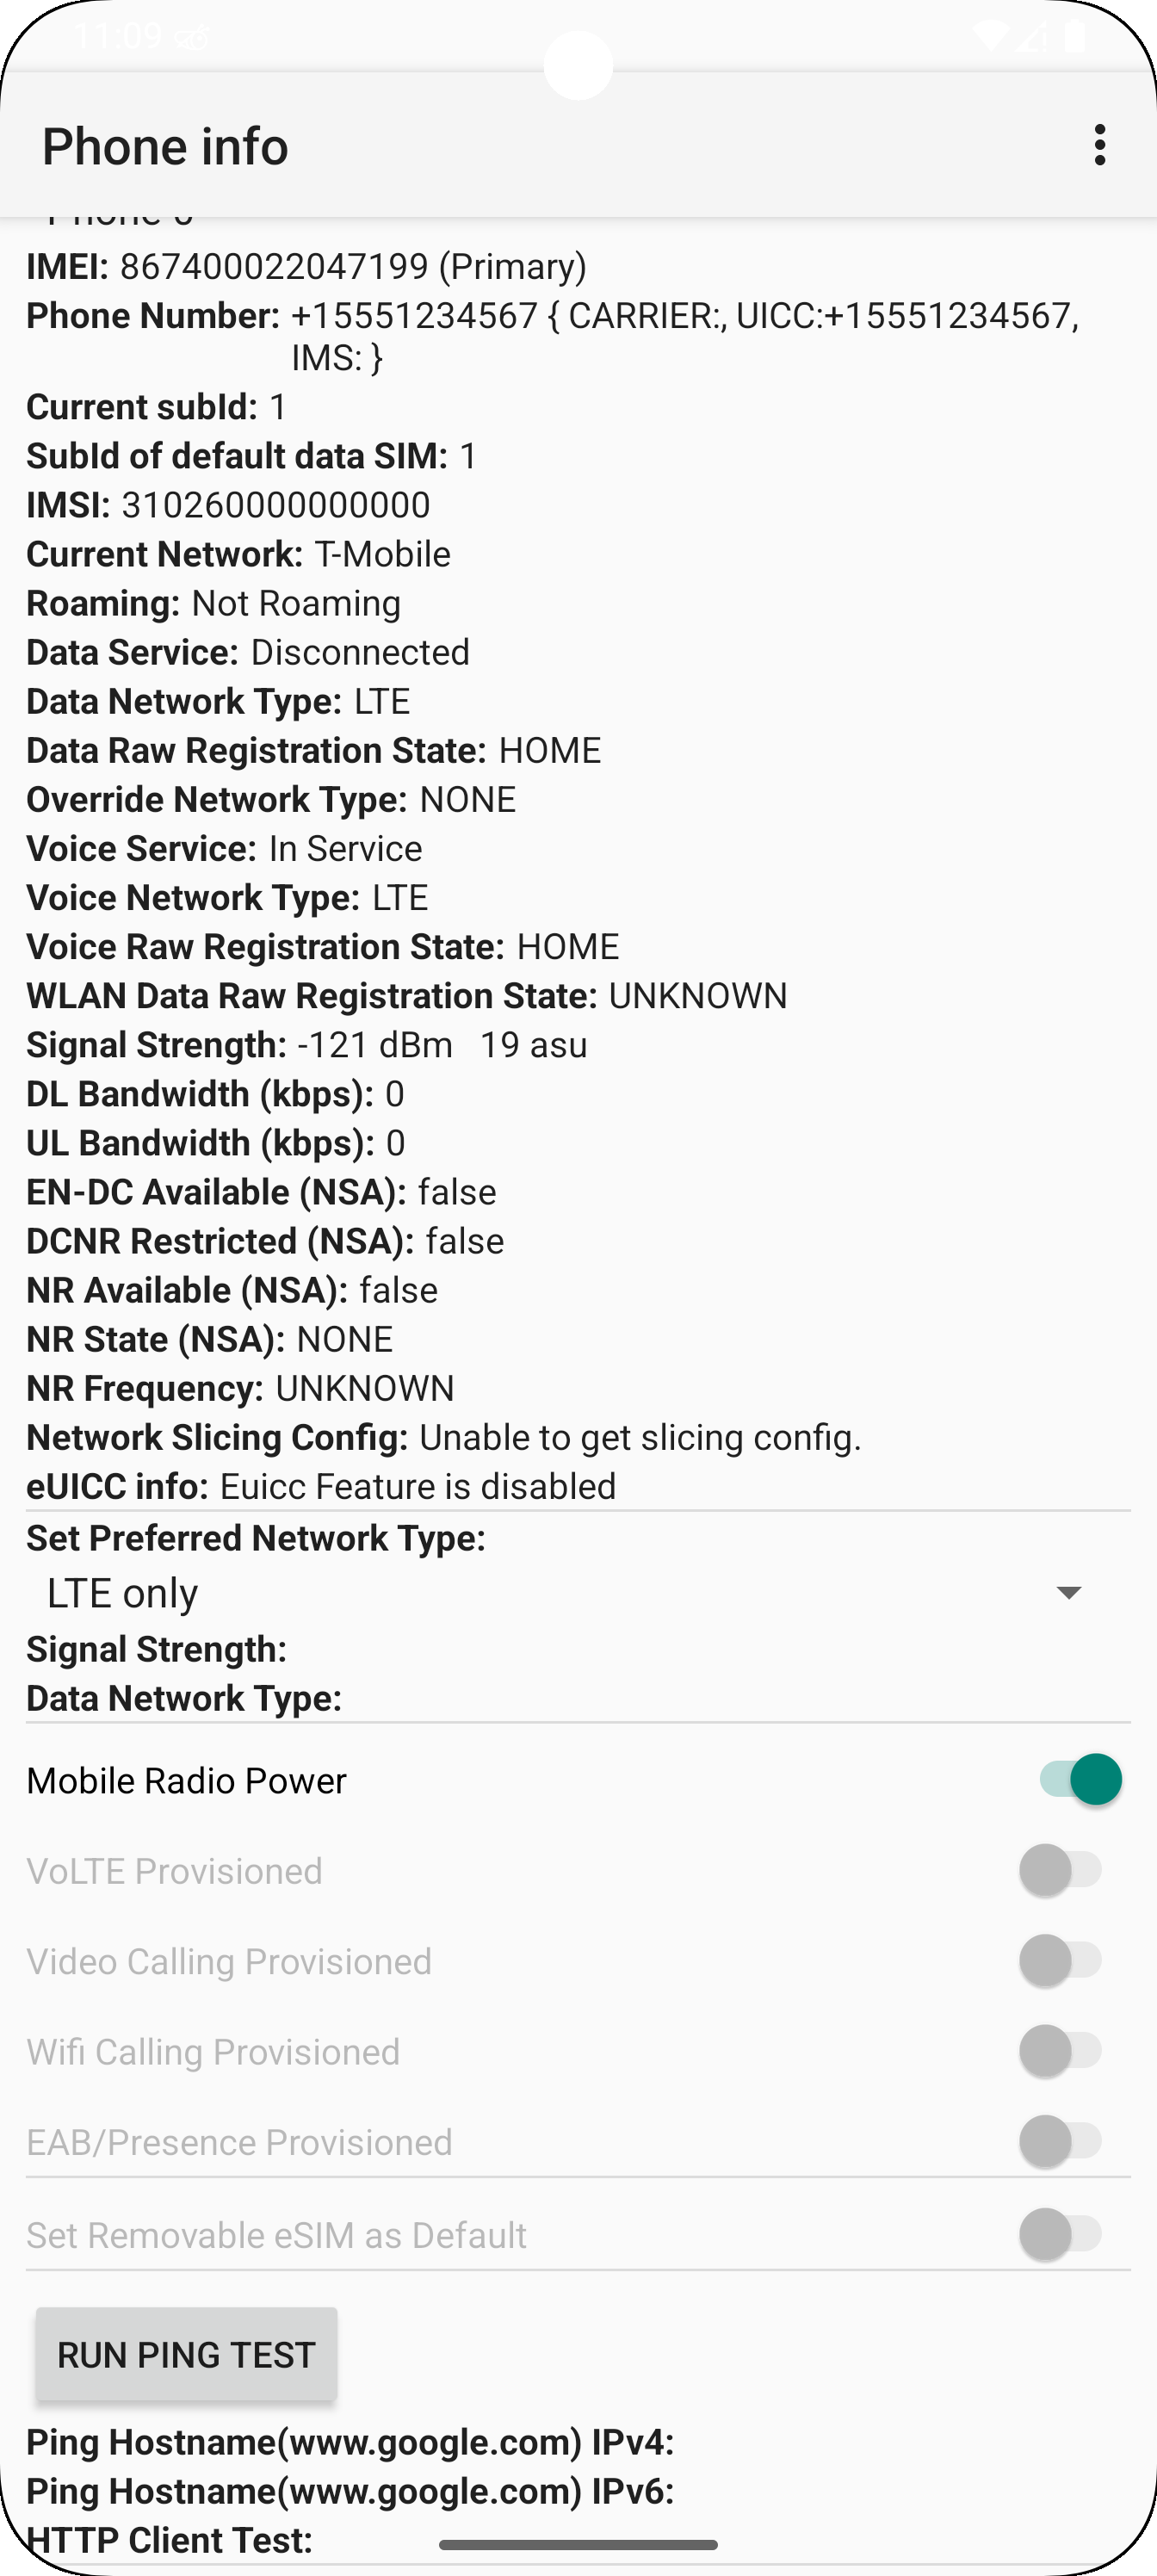 11:09
Phone info
Phone 0
IMEI: 867400022047199 (Primary)
Phone Number: +15551234567 { CARRIER:, UICC:+15551234567,
IMS: }
Current subId: 1
SubId of default data SIM: 1
IMSI: 310260000000000
Current Network: T-Mobile
Roaming: Not Roaming
Data Service: Disconnected
Data Network Type: LTE
Data Raw Registration State: HOME
Override Network Type: NONE
Voice Service: In Service
Voice Network Type: LTE
Voice Raw Registration State: HOME
WLAN Data Raw Registration State: UNKNOWN
Signal Strength: -121 dBm   19 asu
DL Bandwidth (kbps): 0
UL Bandwidth (kbps): 0
EN-DC Available (NSA): false
DCNR Restricted (NSA): false
NR Available (NSA): false
NR State (NSA): NONE
NR Frequency: UNKNOWN
Network Slicing Config: Unable to get slicing config.
eUICC info: Euicc Feature is disabled
Set Preferred Network Type:
LTE only
Signal Strength:
Data Network Type:
Mobile Radio Power
VoLTE Provisioned
Video Calling Provisioned
Wifi Calling Provisioned
EAB/Presence Provisioned
Set Removable eSIM as Default
RUN PING TEST
Ping Hostname(www.google.com) IPv4:
Ping Hostname(www.google.com) IPv6:
HTTP Client Test: